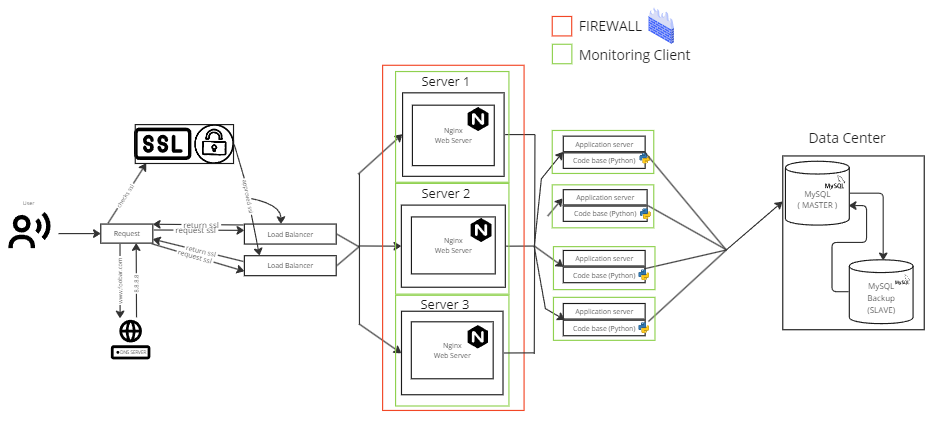 FIREWALL
Monitoring Client
Server 1
Nginx
Web Server
N
SSL
checks ssl
approved ssl
User
Request
return ssl
request ssl
return ssl
request ssl
Load Balancer
Load Balancer
www.foobar.com
8.8.8.8
DNS SERVER
Server 2
Nginx
Web Server
N
Server 3
Nginx
Web Server
N
Application server
Code base (Python)
Application server
Code base (Python)
Application server
Code base (Python)
Application server
Code base (Python)
Data Center
MySQL
MySQL
( MASTER )
MySQL
MySQL
Backup
(SLAVE)